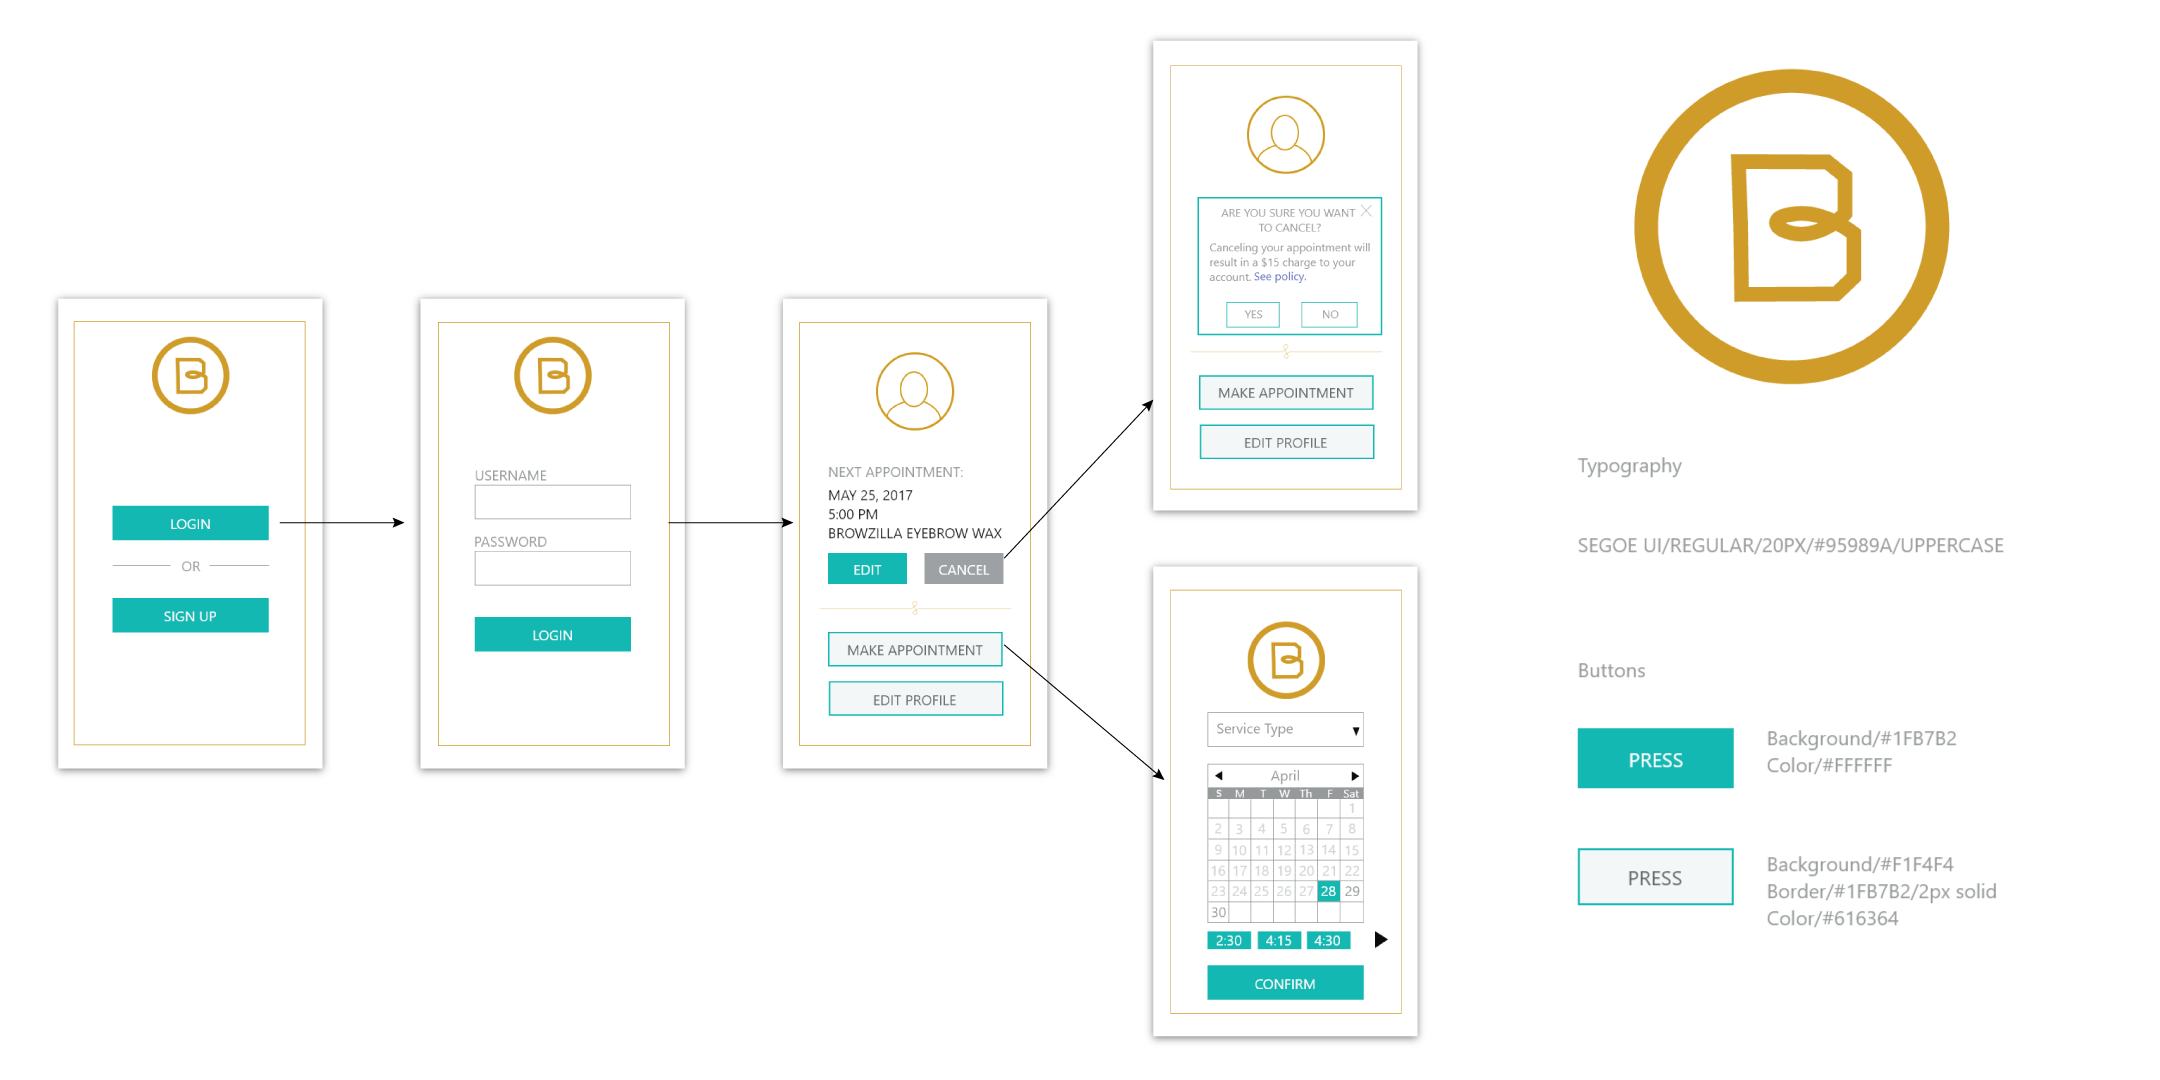 LOGIN
OR
SIGN UP
USERNAME
PASSWORD
LOGIN
NEXT APPOINTMENT:
MAY 25, 2017
5:00 PM
BROWZILLA EYEBROW WAX
EDIT CANCEL
MAKE APPOINTMENT
EDIT PROFILE
ARE YOU SURE YOU WANT
TO CANCEL?
Canceling your appointment will
result in a $15 charge to your
account. See policy.
YES NO
MAKE APPOINTMENT
EDIT PROFILE
B
Service Type
April
S M T W Th F Sat
1
2 3 4 5 6 7 8
9 10 11 12 13 14 15
16 17 18 19 20 21 22
23 24 25 26 27 28 29
30
2:30 4:15 4:30
CONFIRM
B
Typography
SEGOE UI/REGULAR/20PX/#95989A/UPPERCASE
Buttons
PRESS
Background/#1FB7B2
Color/#FFFFFF
PRESS
Background/#F1F4F4
Border/#1FB7B2/2px solid
Color/#616364